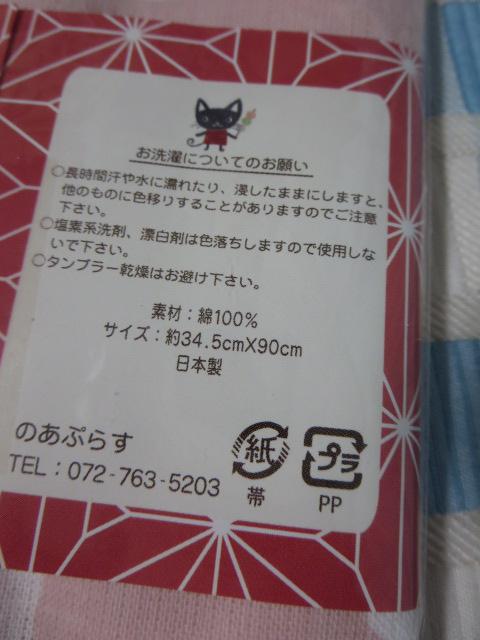 お洗濯についてのお願い
○長時間汗や水に濡れたり、浸したままにしますと、
他のものに色移りすることがありますのでご注意
下さい。
○塩素系洗剤、漂白剤は色落ちしますので使用しな
いで下さい。
○タンブラー乾燥はお避け下さい。
素材：綿100%
サイズ：約34.5cmX90cm
日本製
のあぷらす
TEL：072-763-5203
紙
帯
プラ
PP